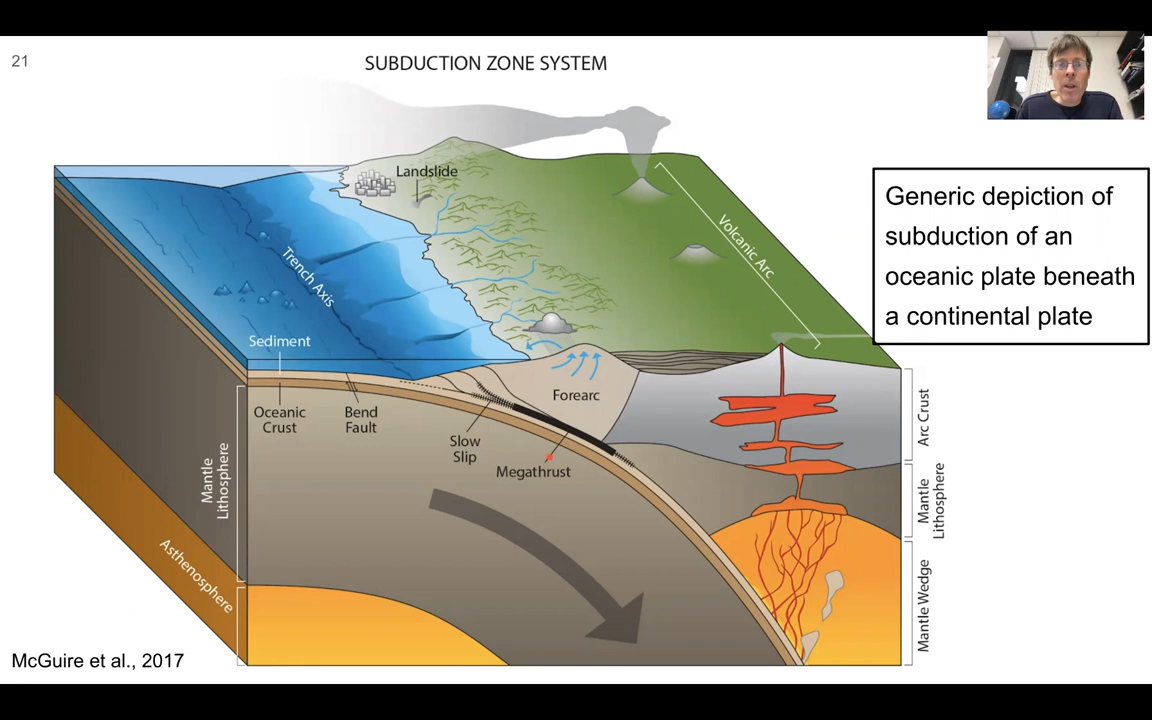 21
SUBDUCTION ZONE SYSTEM
Landslide
Volcanic Arc
Trench Axis
Generic depiction of
subduction of an
oceanic plate beneath
a continental plate
Sediment
Oceanic
Crust
Bend
Fault
Slow
Slip
Forearc
Megathrust
Arc Crust
Mantle
Lithosphere
Mantle
Lithosphere
Asthenosphere
Mantle Wedge
McGuire et al., 2017